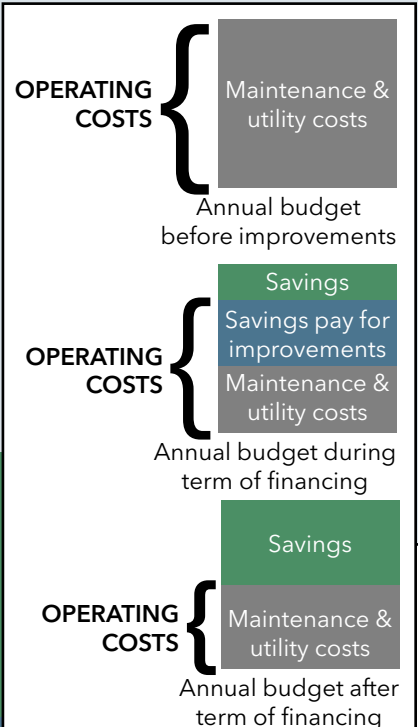 OPERATING
COSTS
Maintenance &
utility costs
Annual budget
before improvements
Savings
Savings pay for
improvements
OPERATING
COSTS
Maintenance &
utility costs
Annual budget during
term of financing
Savings
OPERATING
COSTS
Maintenance &
utility costs
Annual budget after
term of financing